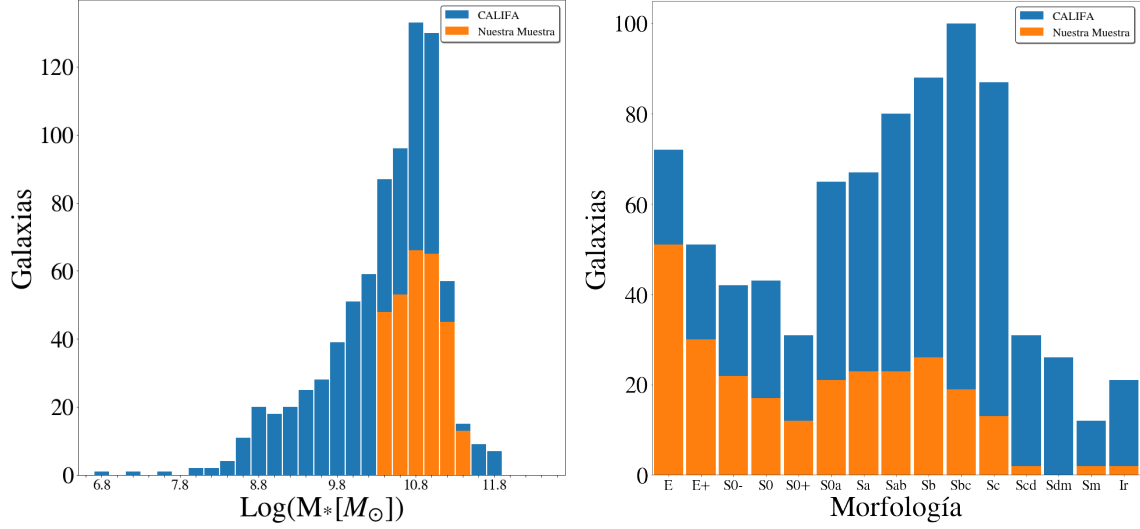 CALIFA
Nuestra Muestra
Galaxias
120
100
80
60
40
20
0
6.8 7.8 8.8 9.8 10.8 11.8
Log(M*[M⊙])
CALIFA
Nuestra Muestra
Galaxias
100
80
60
40
20
0
E E+ S0- S0 S0+ S0a Sa Sab Sb Sbc Sc Scd Sdm Sm Ir
Morfología